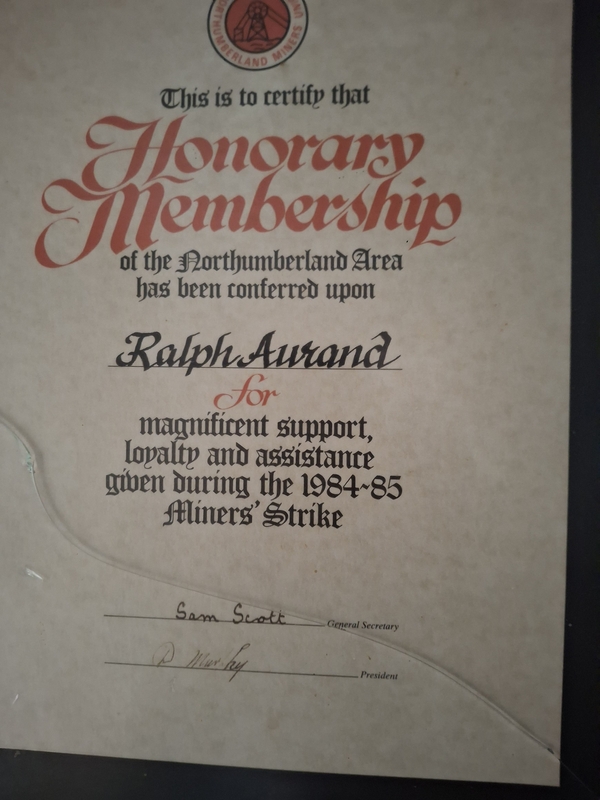 NORTHUMBERLAND MINERS
This is to certify that
Honorary
Membership
of the Northumberland Area
has been conferred upon
Ralph Aurand
for
magnificent support,
loyalty and assistance
given during the 1984~85
Miners' Strike
Sam Scott General Secretary
President